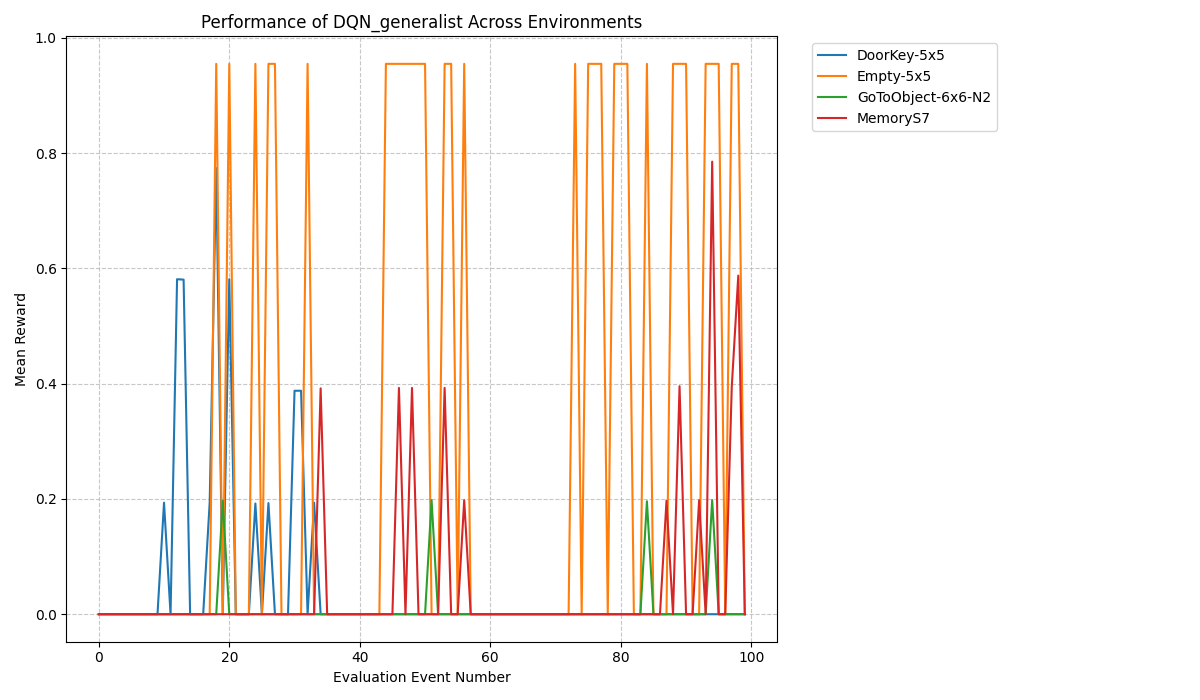 Performance of DQN_generalist Across Environments
Mean Reward
1.0
0.8
0.6
0.4
0.2
0.0
0 20 40 60 80 100
Evaluation Event Number
DoorKey-5x5
Empty-5x5
GoToObject-6x6-N2
MemoryS7